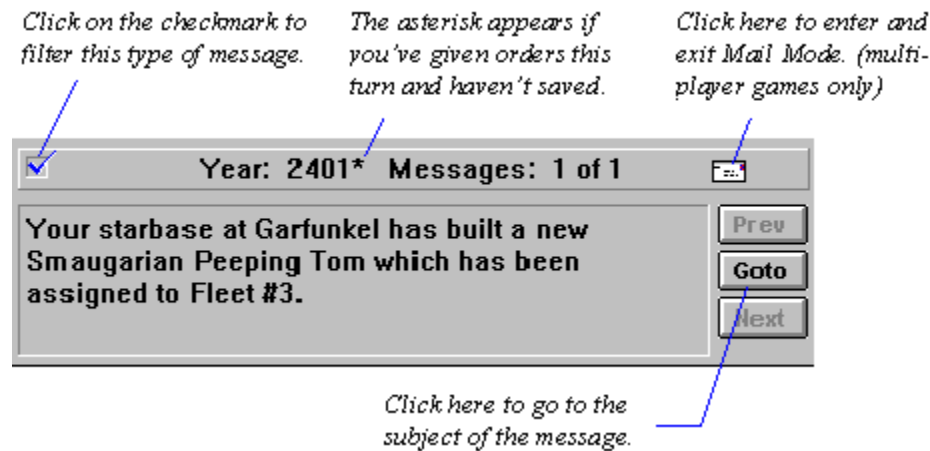 Click on the checkmark to
filter this type of message.
The asterisk appears if
you've given orders this
turn and haven't saved.
Click here to enter and
exit Mail Mode. (multi-
player games only)
Year: 2401* Messages: 1 of 1
Your starbase at Garfunkel has built a new
Smaugarian Peeping Tom which has been
assigned to Fleet #3.
Prev
Goto
Next
Click here to go to the
subject of the message.